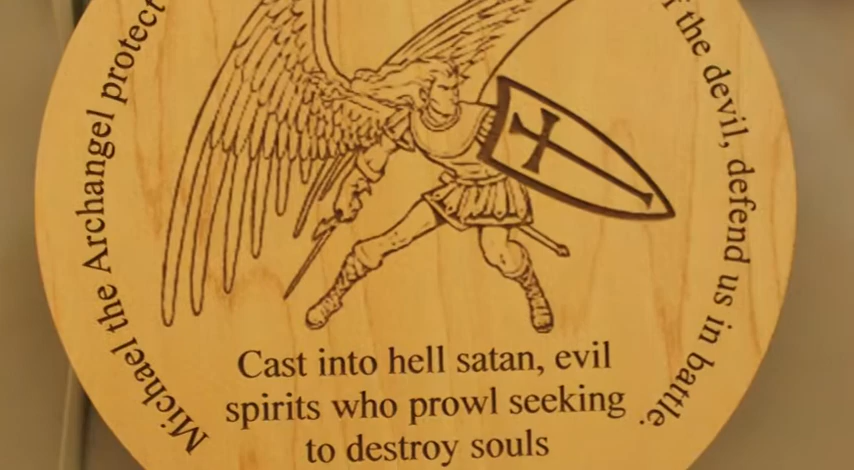 Michael the Archangel protect
the devil, defend us in battle.
Cast into hell satan, evil
spirits who prowl seeking
to destroy souls